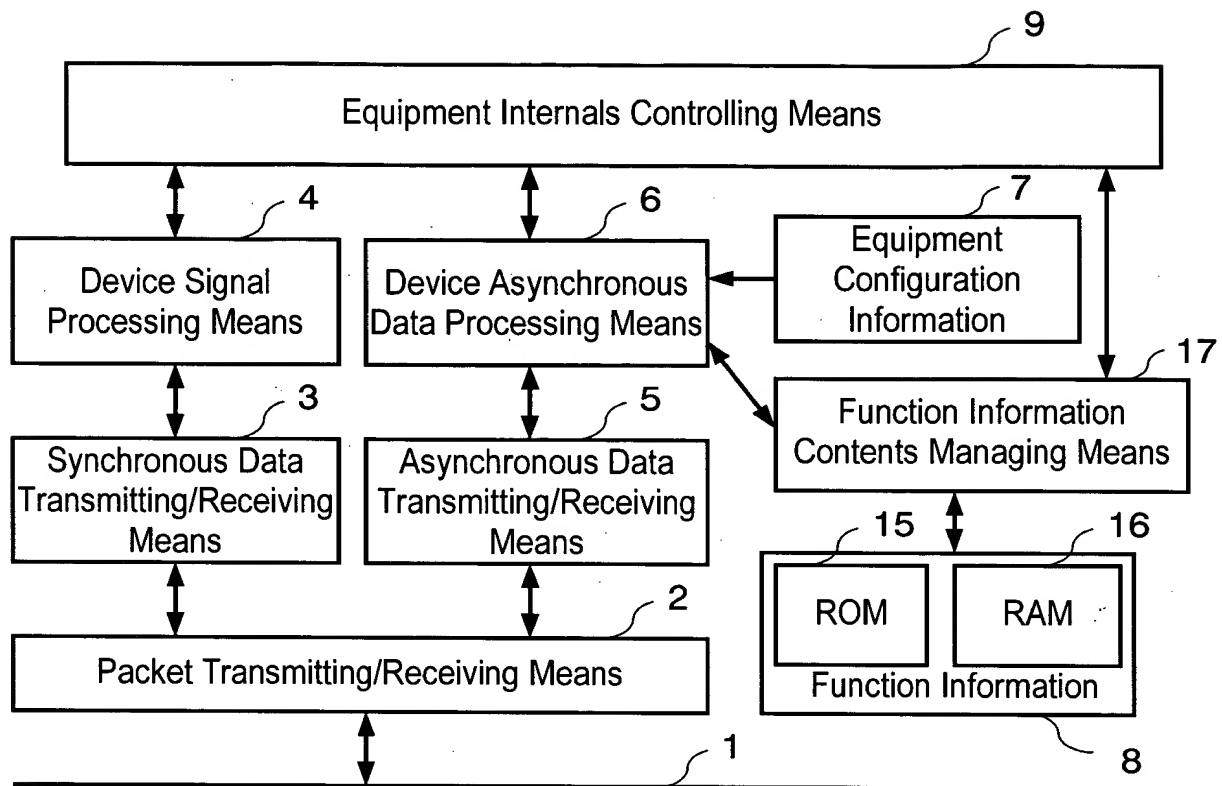 9
Equipment Internals Controlling Means
4
6
7
Device Signal
Processing Means
Device Asynchronous
Data Processing Means
Equipment
Configuration
Information
17
3
5
Function Information
Contents Managing Means
Synchronous Data
Transmitting/Receiving
Means
Asynchronous Data
Transmitting/Receiving
Means
15
16
ROM
RAM
Function Information
8
2
Packet Transmitting/Receiving Means
1